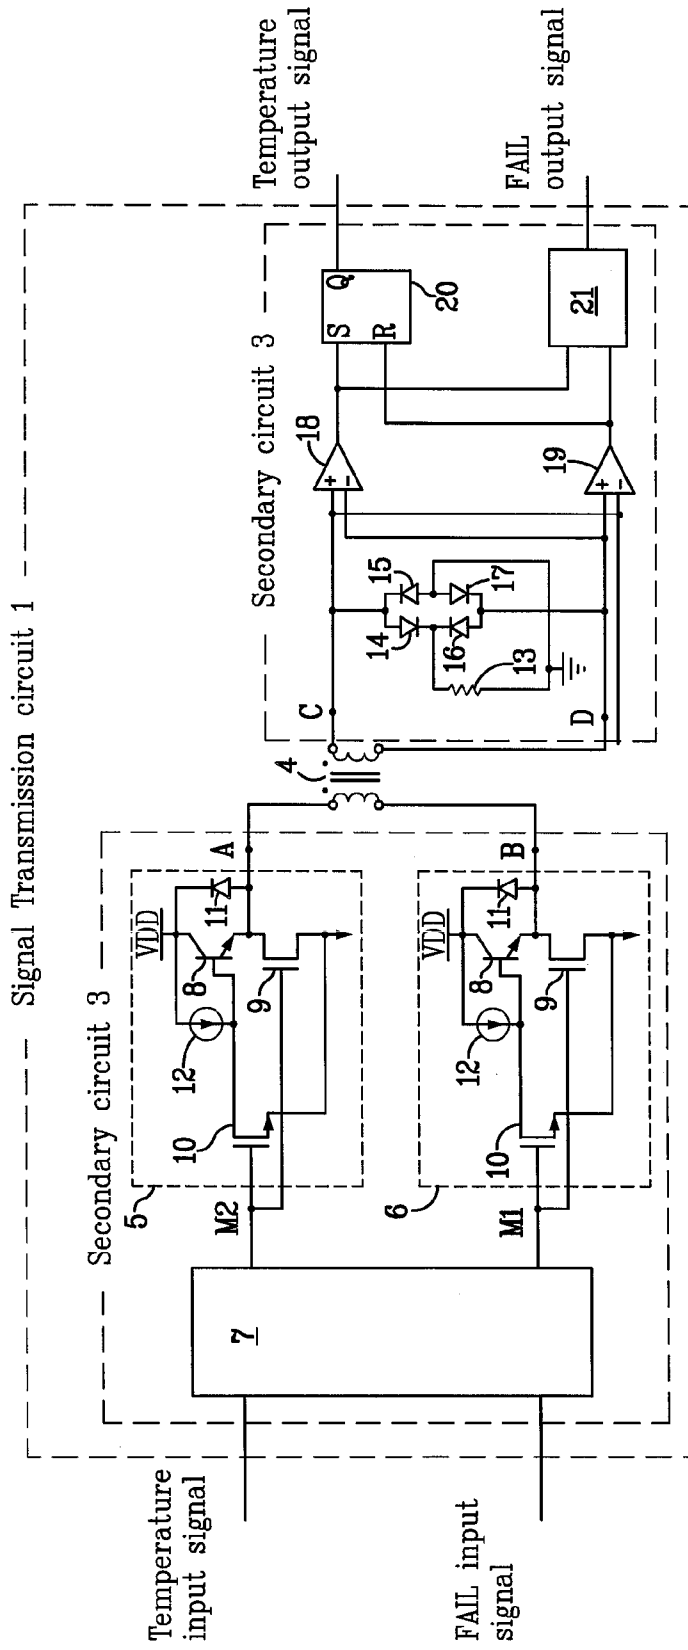 Signal Transmission circuit 1
Secondary circuit 3
Secondary circuit 3
Temperature
input signal
FAIL input
signal
7
M2
M1
5
VDD
8
9
10
11
12
A
6
VDD
8
9
10
11
12
B
4
C
D
13
14
15
16
17
+
-
18
+
-
19
S
R
Q
20
21
Temperature
output signal
FAIL
output signal